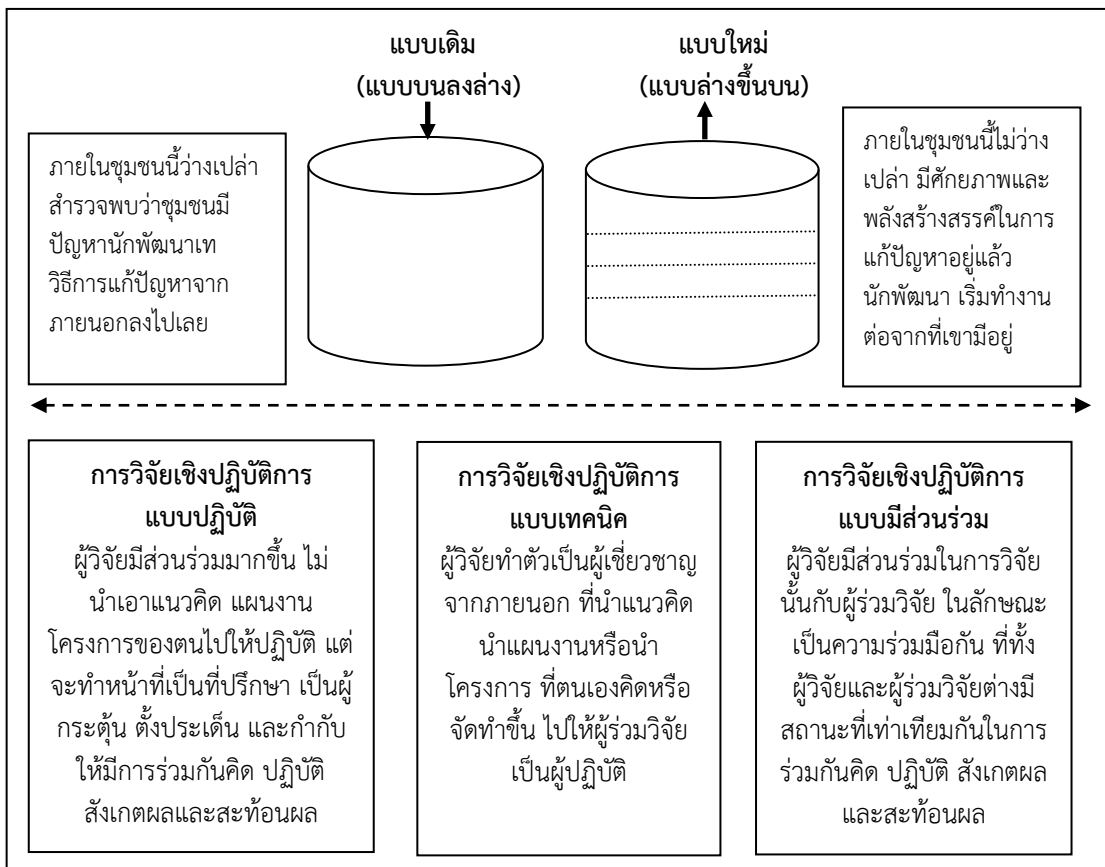 แบบเดิม
(แบบบนลงล่าง)
แบบใหม่
(แบบล่างขึ้นบน)
ภายในชุมชนนี้ว่างเปล่า
สำรวจพบว่าชุมชนมี
ปัญหานักพัฒนาเท
วิธีการแก้ปัญหาจาก
ภายนอกลงไปเลย
ภายในชุมชนนี้ไม่ว่าง
เปล่า มีศักยภาพและ
พลังสร้างสรรค์ในการ
แก้ปัญหาอยู่แล้ว
นักพัฒนา เริ่มทำงาน
ต่อจากที่เขามีอยู่
การวิจัยเชิงปฏิบัติการ
แบบปฏิบัติ
ผู้วิจัยมีส่วนร่วมมากขึ้น ไม่
นำเอาแนวคิด แผนงาน
โครงการของตนไปให้ปฏิบัติ แต่
จะทำหน้าที่เป็นที่ปรึกษา เป็นผู้
กระตุ้น ตั้งประเด็น และกำกับ
ให้มีการร่วมกันคิด ปฏิบัติ
สังเกตผลและสะท้อนผล
การวิจัยเชิงปฏิบัติการ
แบบเทคนิค
ผู้วิจัยทำตัวเป็นผู้เชี่ยวชาญ
จากภายนอก ที่นำแนวคิด
นำแผนงานหรือนำ
โครงการ ที่ตนเองคิดหรือ
จัดทำขึ้น ไปให้ผู้ร่วมวิจัย
เป็นผู้ปฏิบัติ
การวิจัยเชิงปฏิบัติการ
แบบมีส่วนร่วม
ผู้วิจัยมีส่วนร่วมในการวิจัย
นั้นกับผู้ร่วมวิจัย ในลักษณะ
เป็นความร่วมมือกัน ที่ทั้ง
ผู้วิจัยและผู้ร่วมวิจัยต่างมี
สถานะที่เท่าเทียมกันในการ
ร่วมกันคิด ปฏิบัติ สังเกตผล
และสะท้อนผล